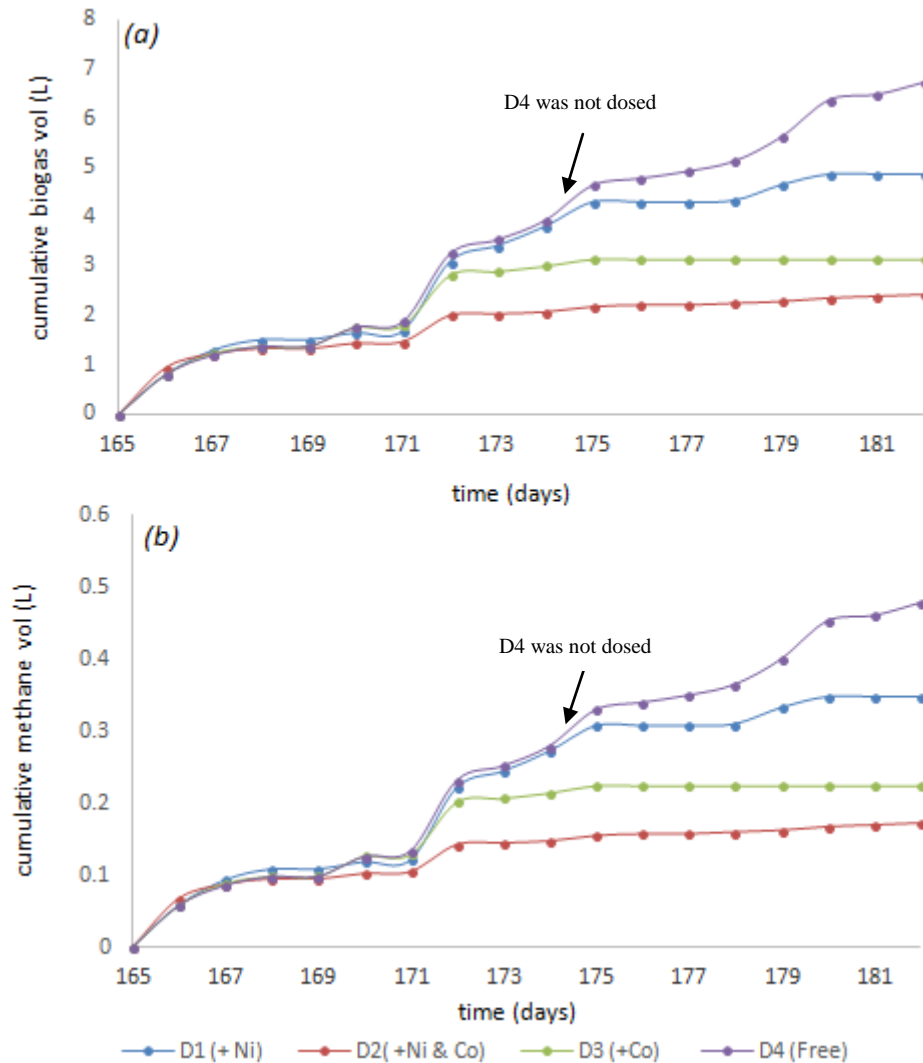 (a)
cumulative biogas vol (L)
8
7
6
5
4
3
2
1
0
D4 was not dosed
165 167 169 171 173 175 177 179 181
time (days)
(b)
cumulative methane vol (L)
0.6
0.5
0.4
0.3
0.2
0.1
0
D4 was not dosed
165 167 169 171 173 175 177 179 181
time (days)
D1 (+ Ni) D2( +Ni & Co) D3 (+Co) D4 (Free)